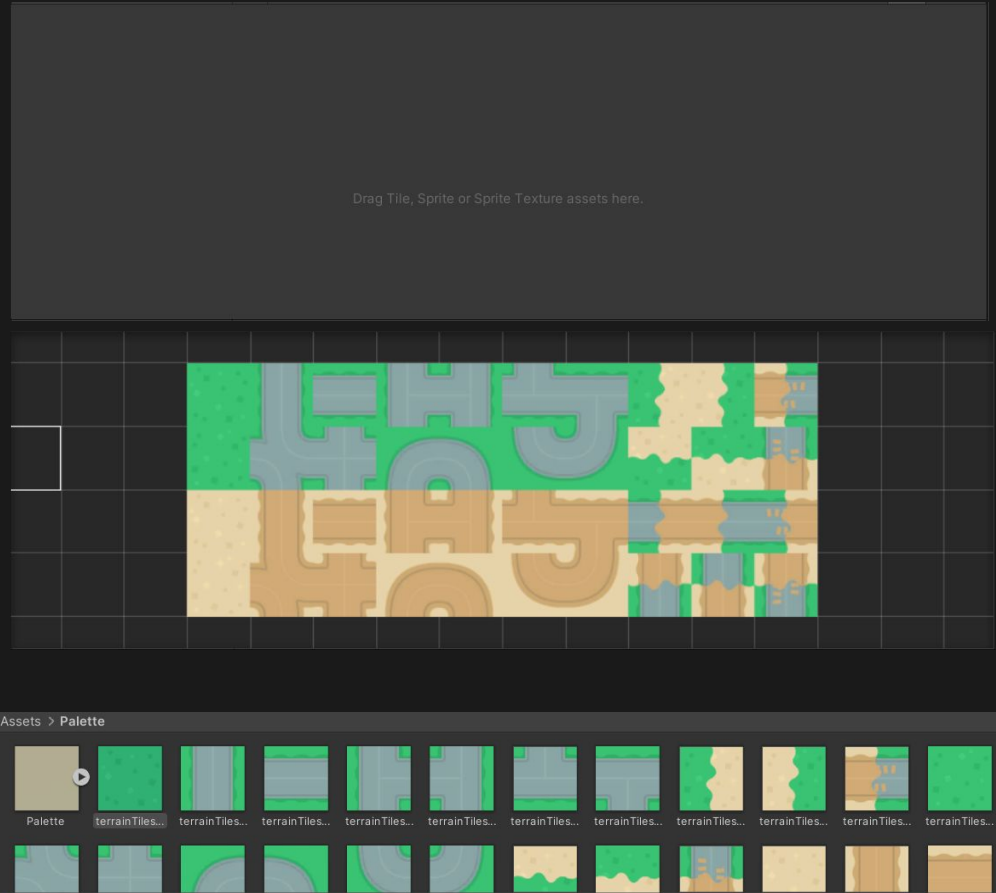 Drag Tile, Sprite or Sprite Texture assets here.
Assets > Palette
Palette terrainTiles... terrainTiles... terrainTiles... terrainTiles... terrainTiles... terrainTiles... terrainTiles... terrainTiles... terrainTiles... terrainTiles... terrainTiles...